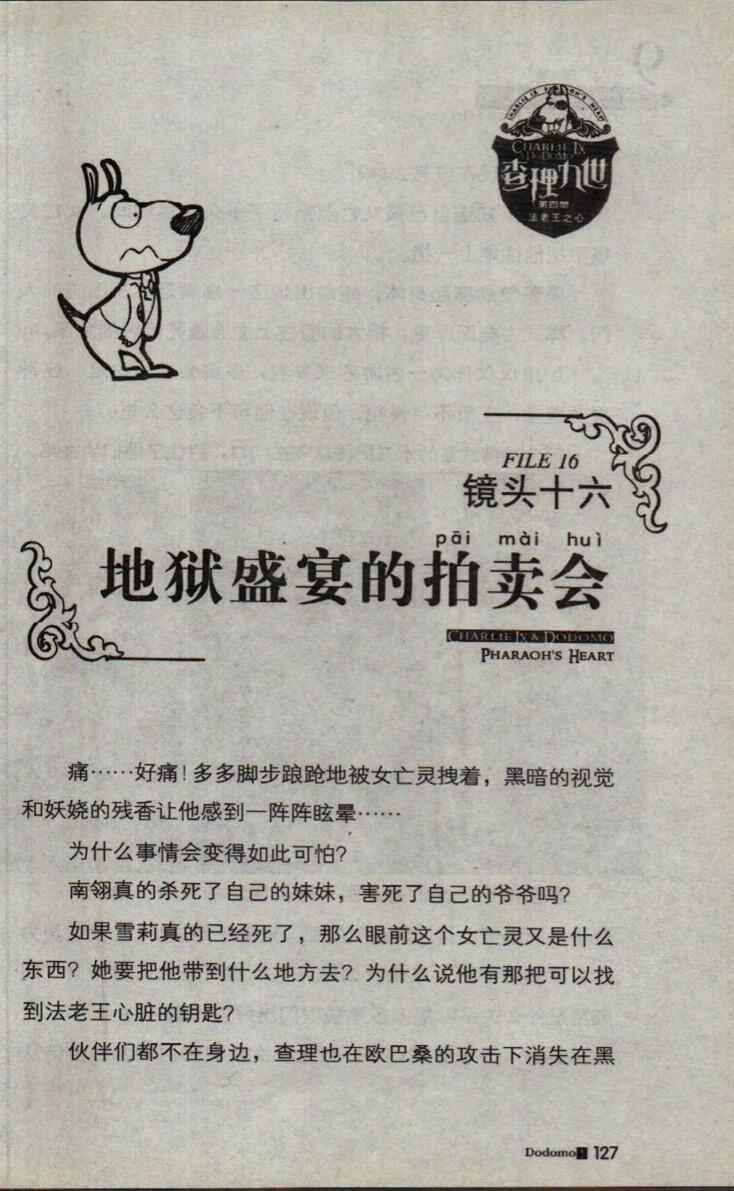 CHARLIE IX PHARAOH'S HEART
CHARLIE IX
& DODOMO
查理九世
第四册
法老王之心
FILE 16
镜头十六
pāi mài huì
地狱盛宴的拍卖会
CHARLIE IX & DODOMO
PHARAOH'S HEART
痛……好痛！多多脚步踉跄地被女亡灵拽着，黑暗的视觉
和妖娆的残香让他感到一阵阵眩晕……
为什么事情会变得如此可怕？
南翎真的杀死了自己的妹妹，害死了自己的爷爷吗？
如果雪莉真的已经死了，那么眼前这个女亡灵又是什么
东西？她要把他带到什么地方去？为什么说他有那把可以找
到法老王心脏的钥匙？
伙伴们都不在身边，查理也在欧巴桑的攻击下消失在黑
Dodomo 127